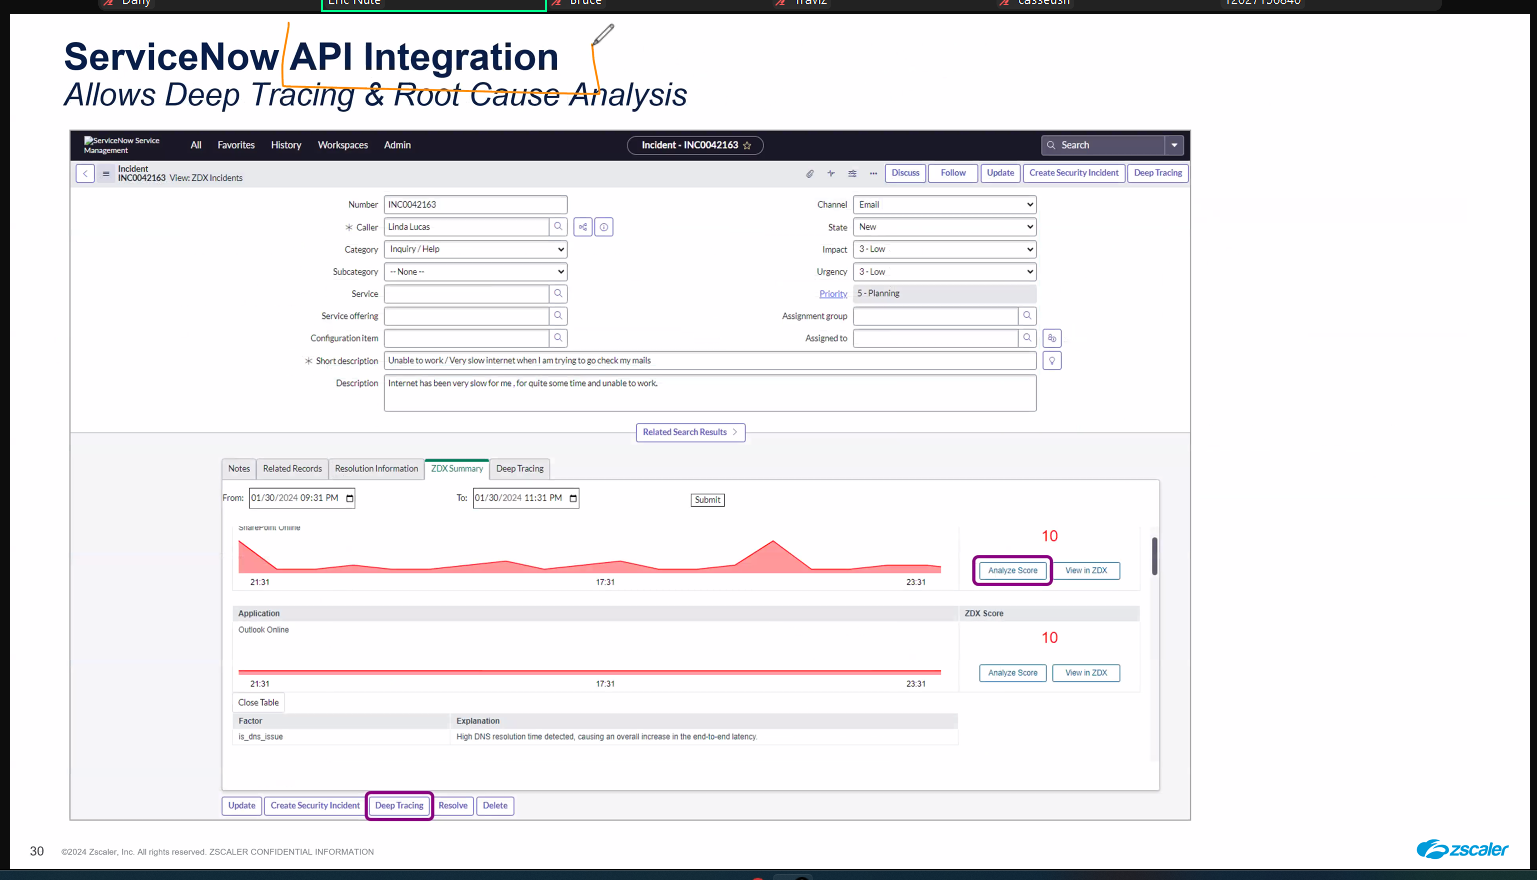 Dany
Eric Nute
Bruce
Traviz
12027150840
ServiceNow API Integration
Allows Deep Tracing & Root Cause Analysis
ServiceNow Service Management
All Favorites History Workspaces Admin
Incident - INC0042163
Search
Incident
INC0042163 View: ZDX Incidents
Discuss Follow Update Create Security Incident Deep Tracing
Number INC0042163
Channel Email
Caller Linda Lucas
State New
Category Inquiry / Help
Impact 3 - Low
Subcategory -- None --
Urgency 3 - Low
Service
Priority 5 - Planning
Service offering
Assignment group
Configuration item
Assigned to
Short description Unable to work / Very slow internet when I am trying to go check my mails
Description Internet has been very slow for me , for quite some time and unable to work.
Related Search Results
Notes Related Records Resolution Information ZDX Summary Deep Tracing
From: 01/30/2024 09:31 PM To: 01/30/2024 11:31 PM Submit
SharePoint Online
10
Analyze Score View in ZDX
21:31 17:31 23:31
Application ZDX Score
Outlook Online
10
Analyze Score View in ZDX
21:31 17:31 23:31
Close Table
Factor Explanation
is_dns_issue High DNS resolution time detected, causing an overall increase in the end-to-end latency.
Update Create Security Incident Deep Tracing Resolve Delete
30 ©2024 Zscaler, Inc. All rights reserved. ZSCALER CONFIDENTIAL INFORMATION
zscaler